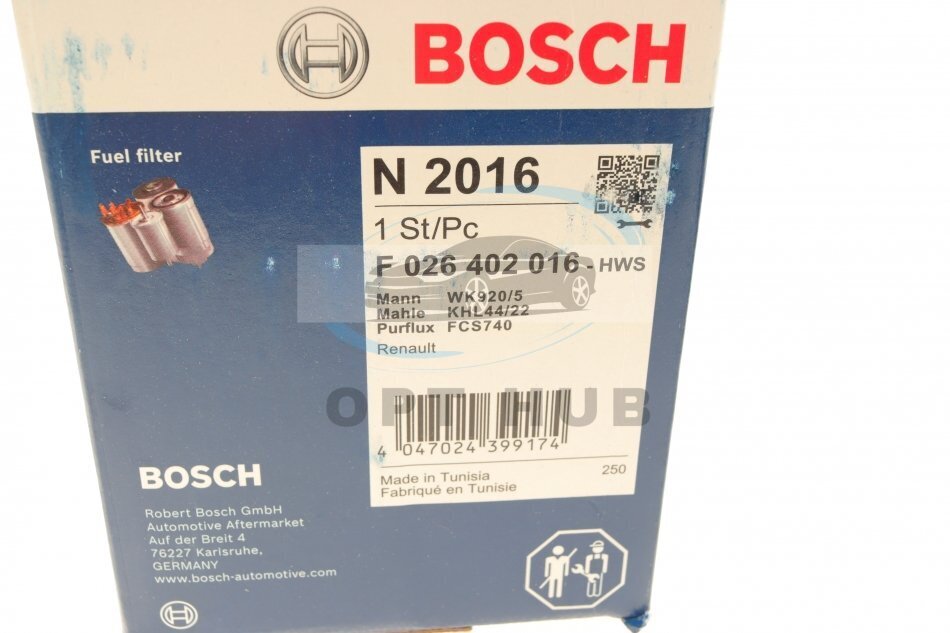 BOSCH
Fuel filter
N 2016
1 St/Pc
F 026 402 016 - HWS
Mann WK920/5
Mahle KHL44/22
Purflux FCS740
Renault
OPT HUB
4 047024 399174
Made in Tunisia 250
Fabriqué en Tunisie
BOSCH
Robert Bosch GmbH
Automotive Aftermarket
Auf der Breit 4
76227 Karlsruhe,
GERMANY
www.bosch-automotive.com